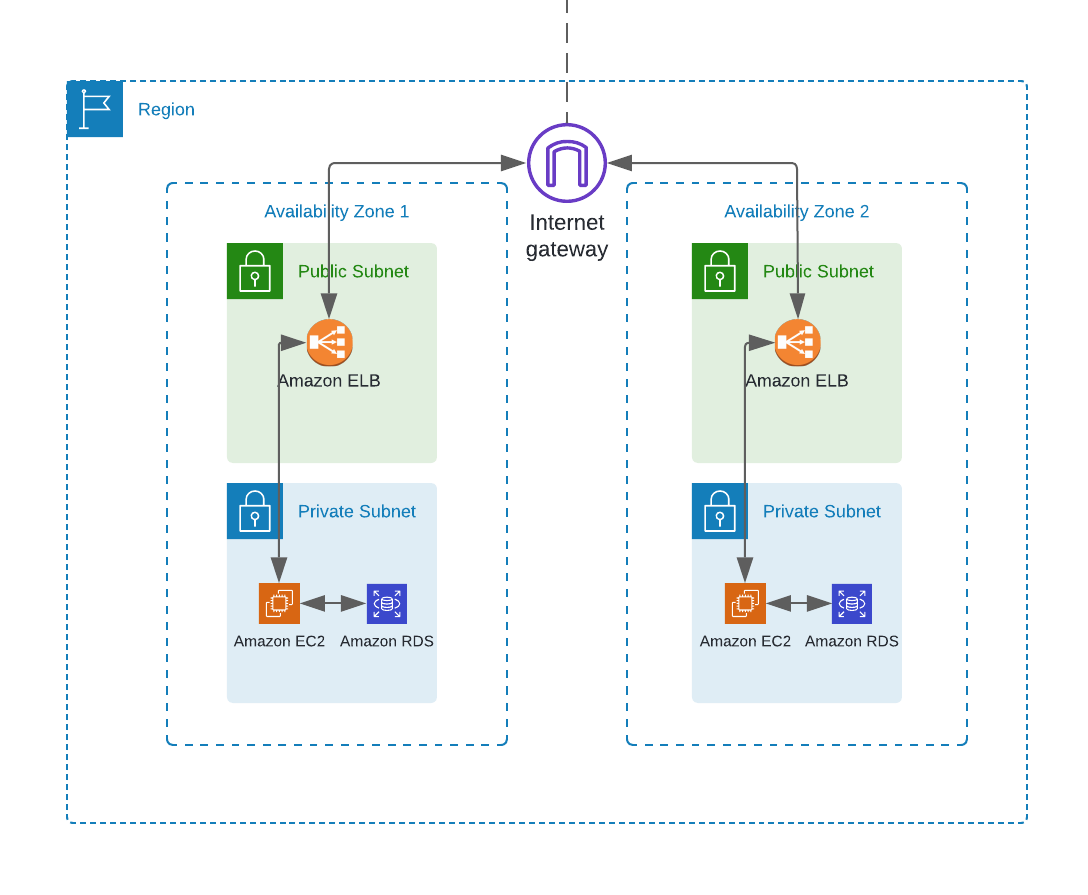 Region
Internet
gateway
Availability Zone 1
Public Subnet
Amazon ELB
Private Subnet
Amazon EC2
Amazon RDS
Availability Zone 2
Public Subnet
Amazon ELB
Private Subnet
Amazon EC2
Amazon RDS